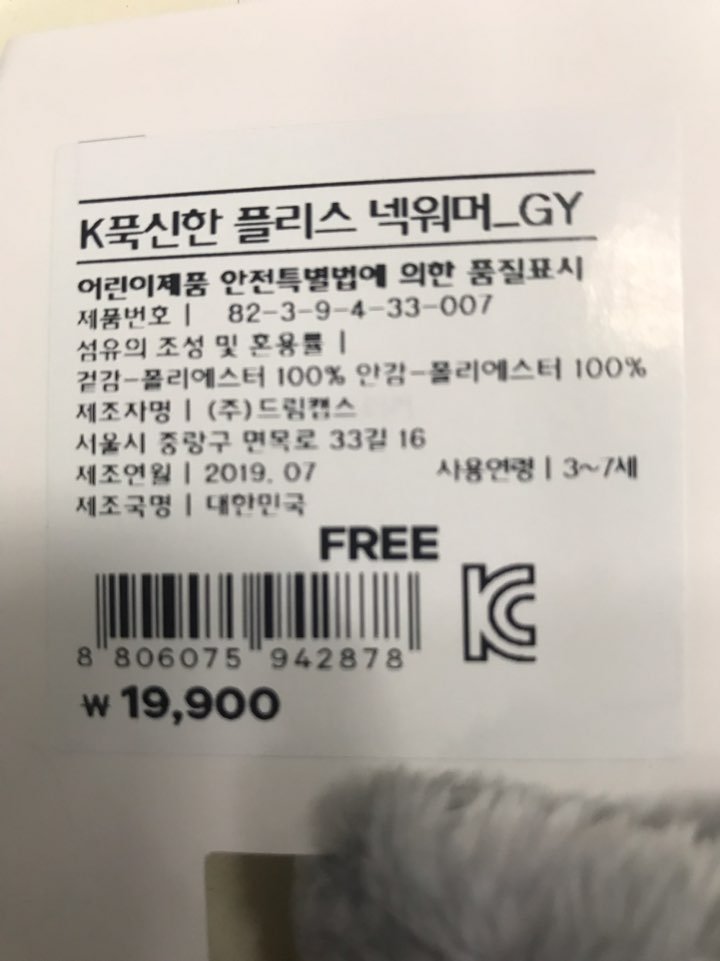 K푹신한 플리스 넥워머_GY
어린이제품 안전특별법에 의한 품질표시
제품번호 | 82-3-9-4-33-007
섬유의 조성 및 혼용률 |
겉감-폴리에스터 100% 안감-폴리에스터 100%
제조자명 | (주)드림캡스
서울시 중랑구 면목로 33길 16
제조연월 | 2019. 07 사용연령 | 3~7세
제조국명 | 대한민국
FREE
KC
8 806075 942878
₩ 19,900